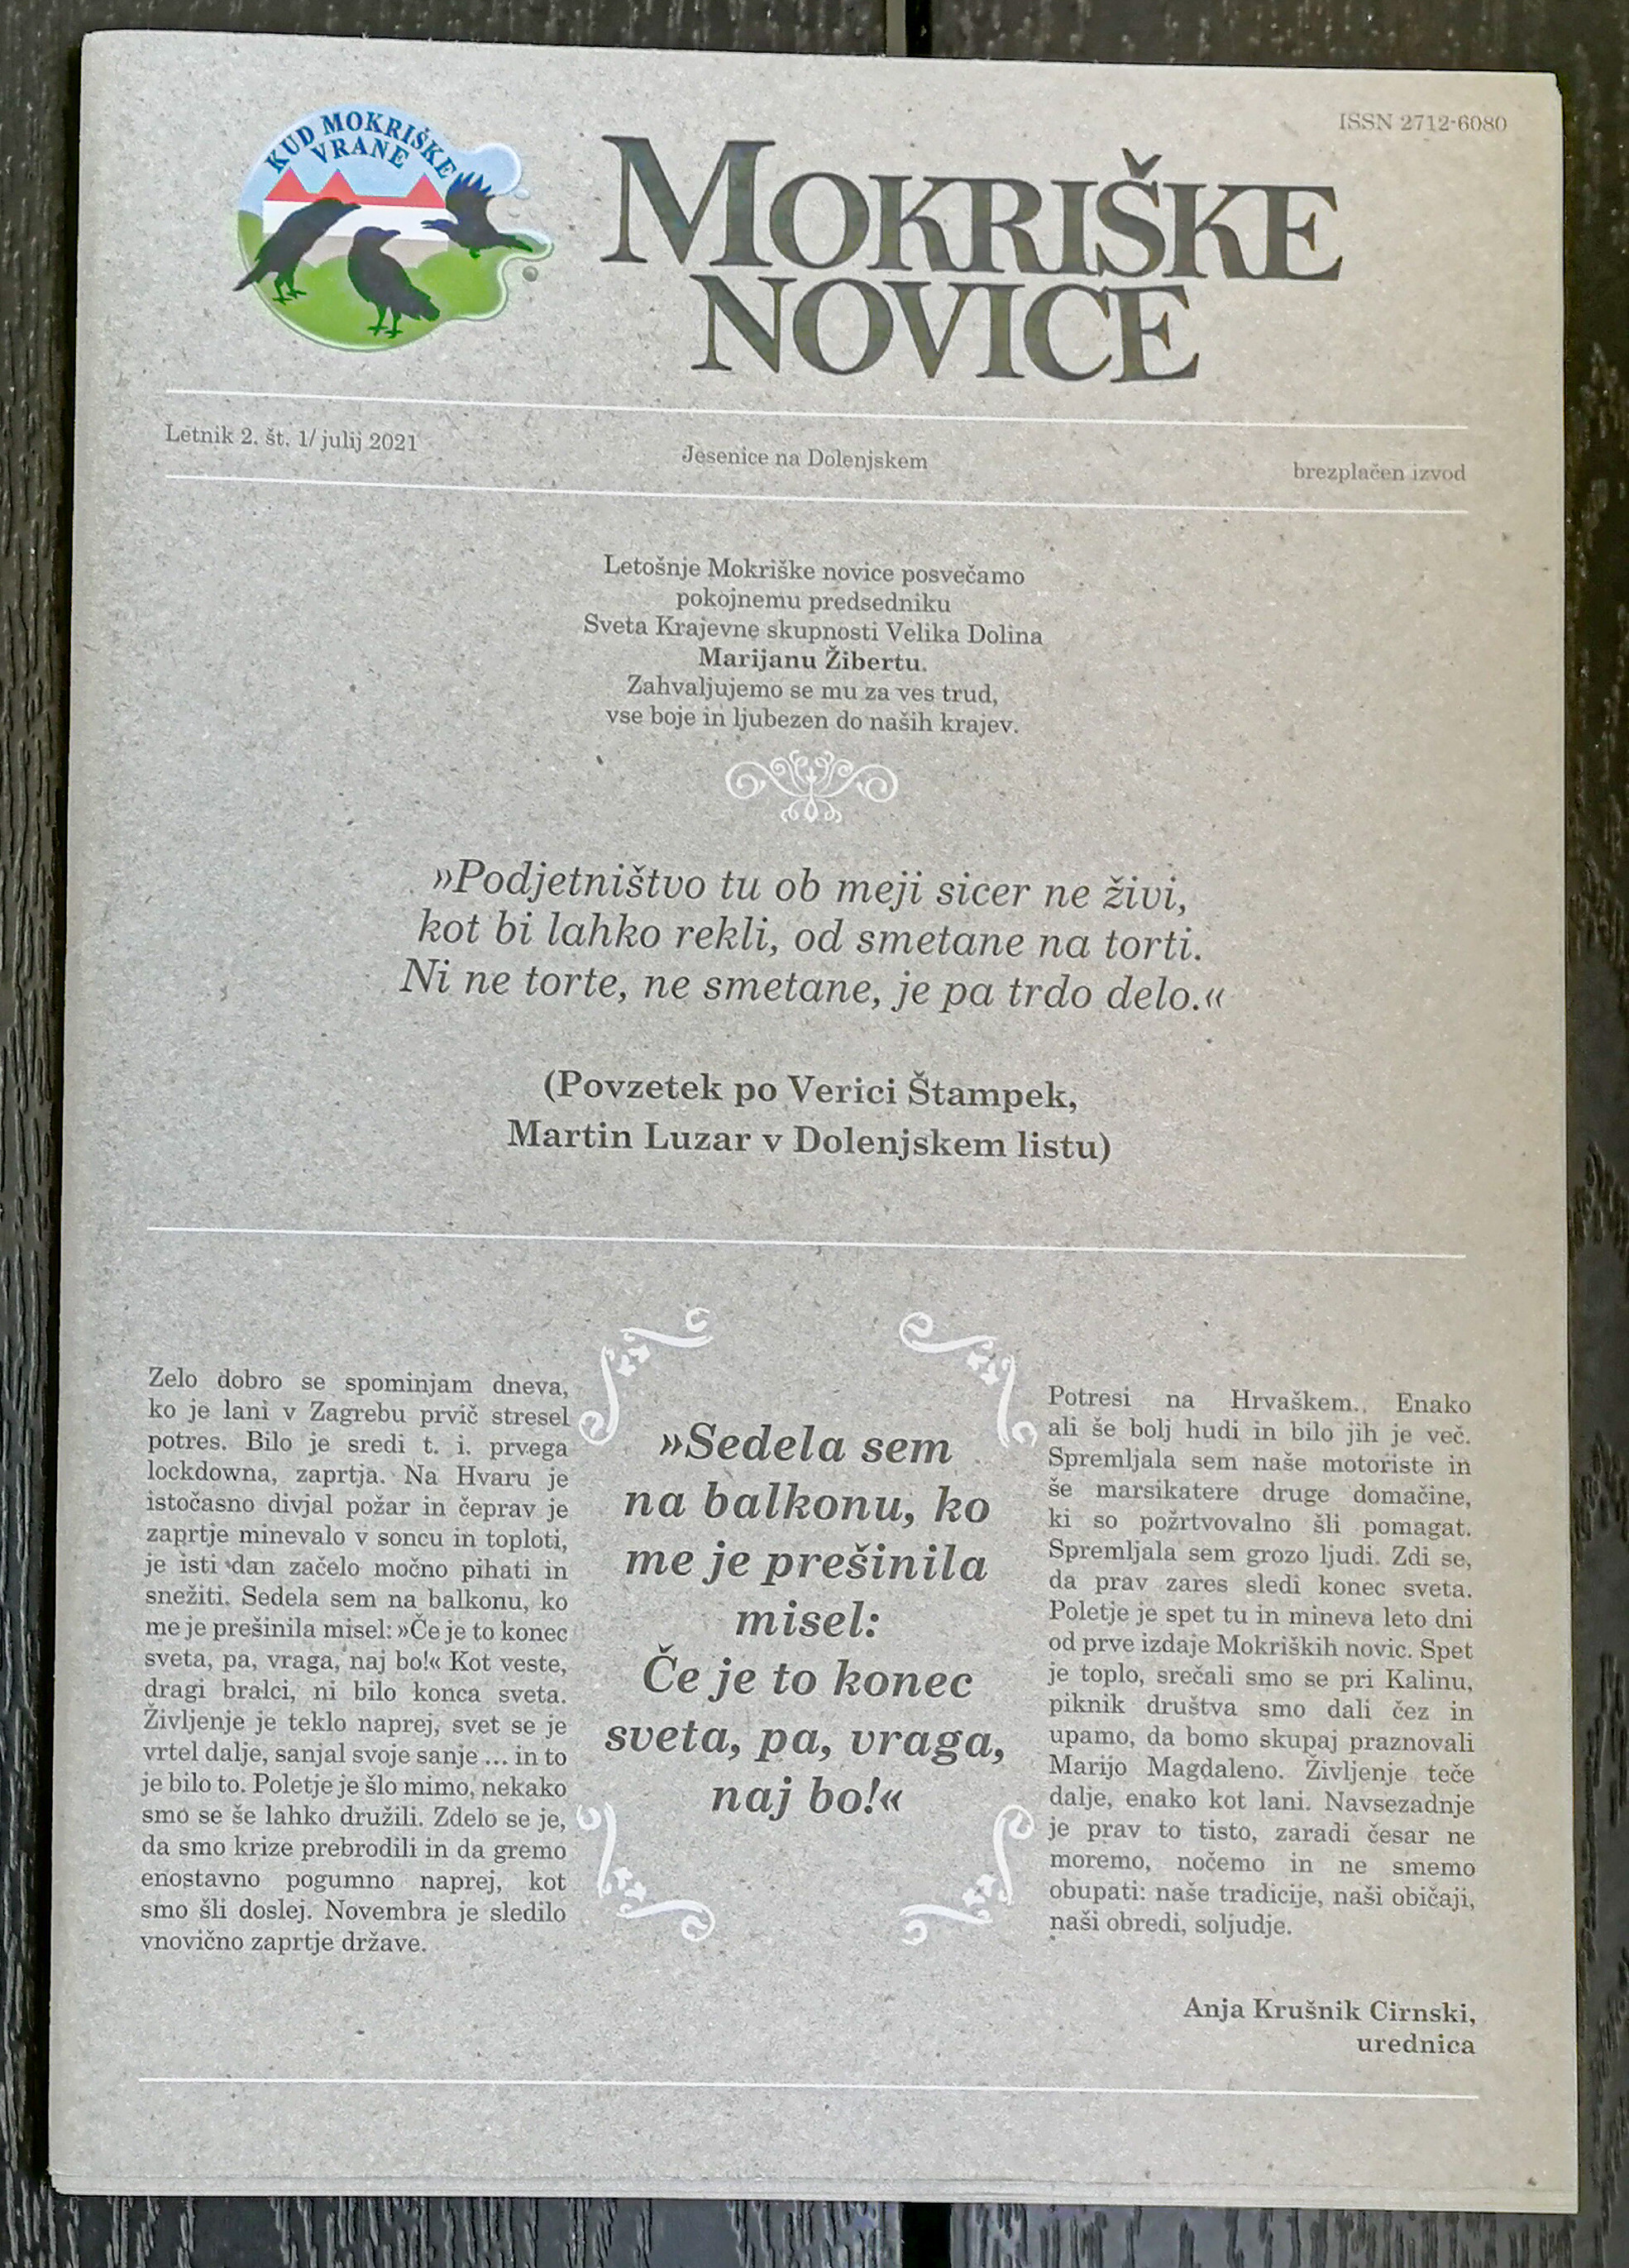 KUD MOKRIŠKE
VRANE
ISSN 2712-6080
MOKRIŠKE
NOVICE
Letnik 2. št. 1/ julij 2021
Jesenice na Dolenjskem
brezplačen izvod
Letošnje Mokriške novice posvečamo
pokojnemu predsedniku
Sveta Krajevne skupnosti Velika Dolina
Marijanu Žibertu.
Zahvaljujemo se mu za ves trud,
vse boje in ljubezen do naših krajev.
»Podjetništvo tu ob meji sicer ne živi,
kot bi lahko rekli, od smetane na torti.
Ni ne torte, ne smetane, je pa trdo delo.«
(Povzetek po Verici Štampek,
Martin Luzar v Dolenjskem listu)
Zelo dobro se spominjam dneva,
ko je lani v Zagrebu prvič stresel
potres. Bilo je sredi t. i. prvega
lockdowna, zaprtja. Na Hvaru je
istočasno divjal požar in čeprav je
zaprtje minevalo v soncu in toploti,
je isti dan začelo močno pihati in
snežiti. Sedela sem na balkonu, ko
me je prešinila misel: »Če je to konec
sveta, pa, vraga, naj bo!« Kot veste,
dragi bralci, ni bilo konca sveta.
Življenje je teklo naprej, svet se je
vrtel dalje, sanjal svoje sanje ... in to
je bilo to. Poletje je šlo mimo, nekako
smo se še lahko družili. Zdelo se je,
da smo krize prebrodili in da gremo
enostavno pogumno naprej, kot
smo šli doslej. Novembra je sledilo
vnovično zaprtje države.
»Sedela sem
na balkonu, ko
me je prešinila
misel:
Če je to konec
sveta, pa, vraga,
naj bo!«
Potresi na Hrvaškem. Enako
ali še bolj hudi in bilo jih je več.
Spremljala sem naše motoriste in
še marsikatere druge domačine,
ki so požrtvovalno šli pomagat.
Spremljala sem grozo ljudi. Zdi se,
da prav zares sledi konec sveta.
Poletje je spet tu in mineva leto dni
od prve izdaje Mokriških novic. Spet
je toplo, srečali smo se pri Kalinu,
piknik društva smo dali čez in
upamo, da bomo skupaj praznovali
Marijo Magdaleno. Življenje teče
dalje, enako kot lani. Navsezadnje
je prav to tisto, zaradi česar ne
moremo, nočemo in ne smemo
obupati: naše tradicije, naši običaji,
naši obredi, soljudje.
Anja Krušnik Cirnski,
urednica